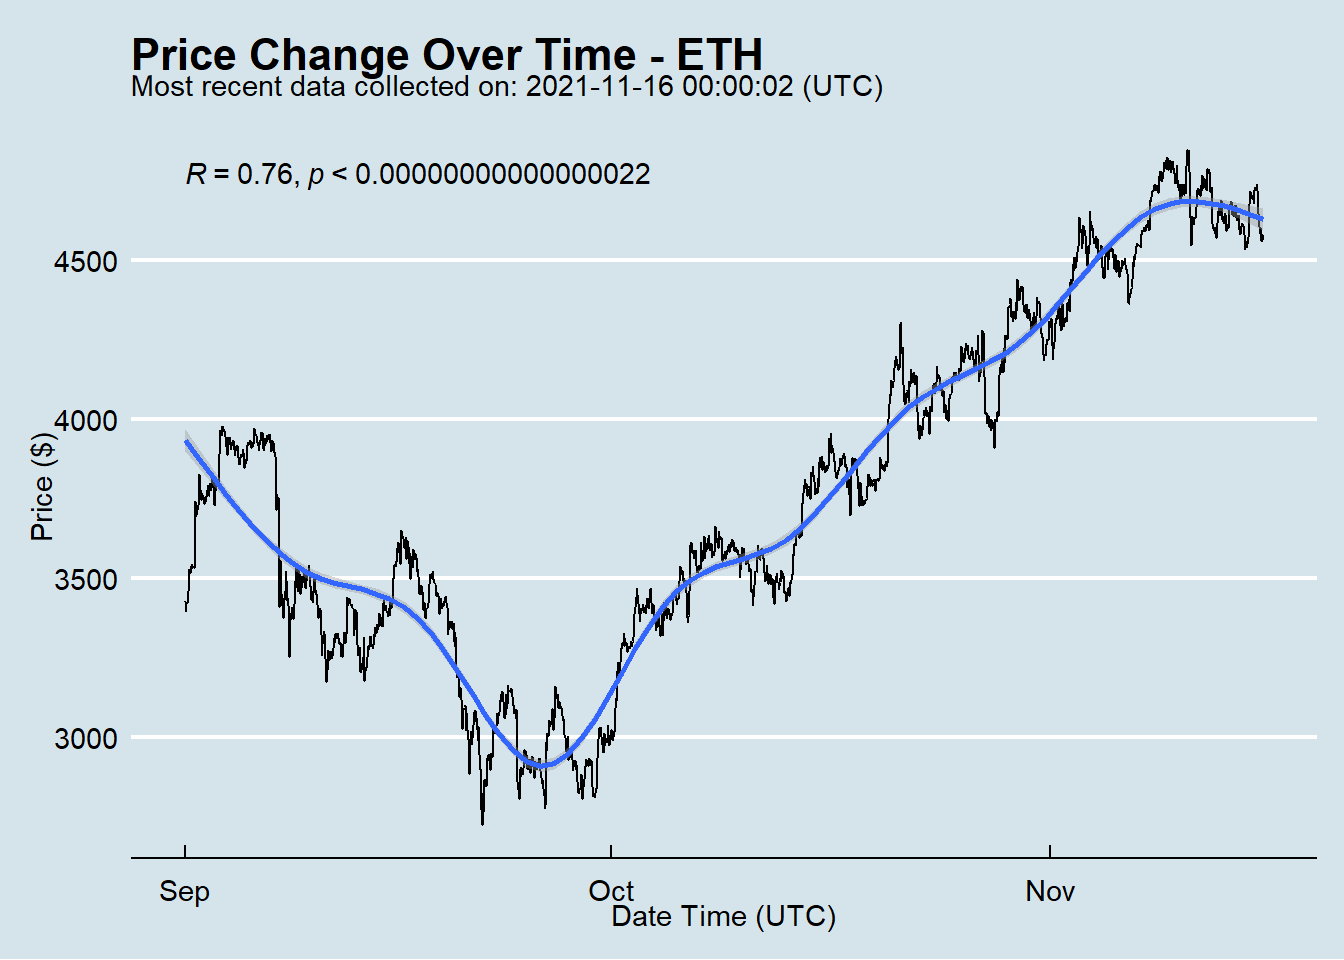 Price Change Over Time - ETH
Most recent data collected on: 2021-11-16 00:00:02 (UTC)
R = 0.76, p < 0.00000000000000022
4500
4000
3500
3000
Price ($)
Sep Oct Nov
Date Time (UTC)